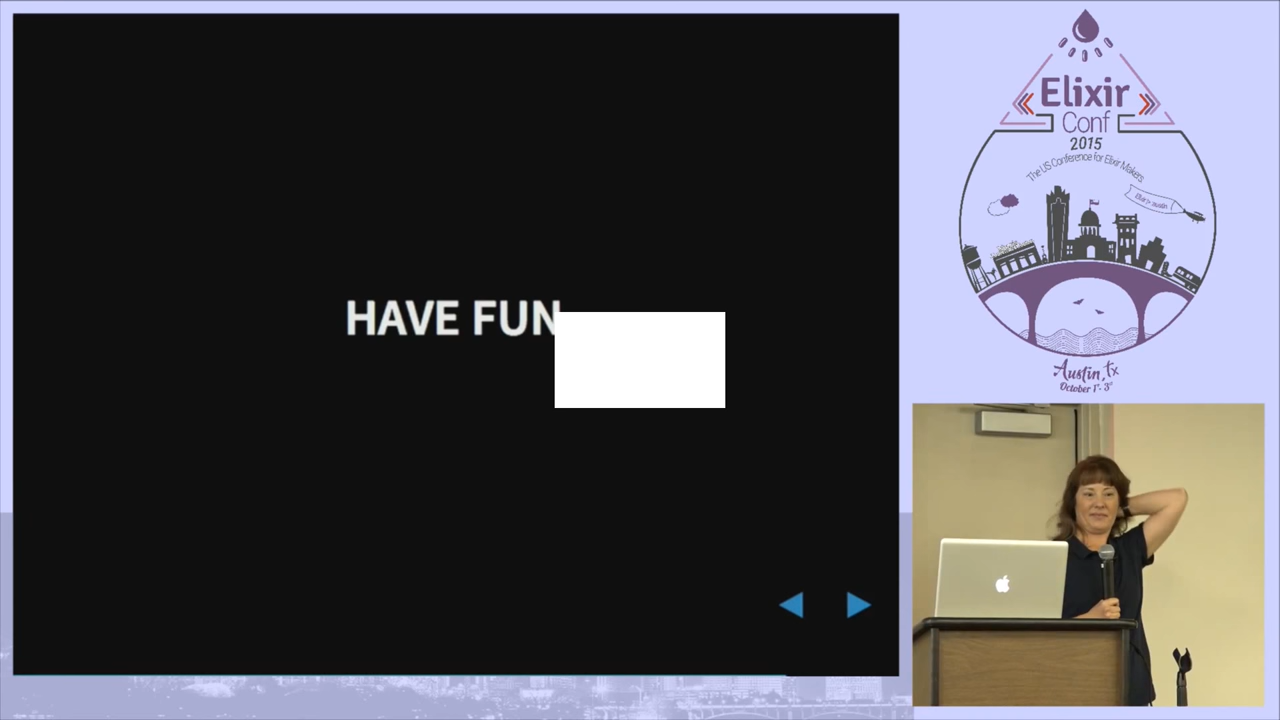 HAVE FUN
Elixir
Conf
2015
The US Conference for Elixir Makers
Austin, Tx
October 1st - 3rd